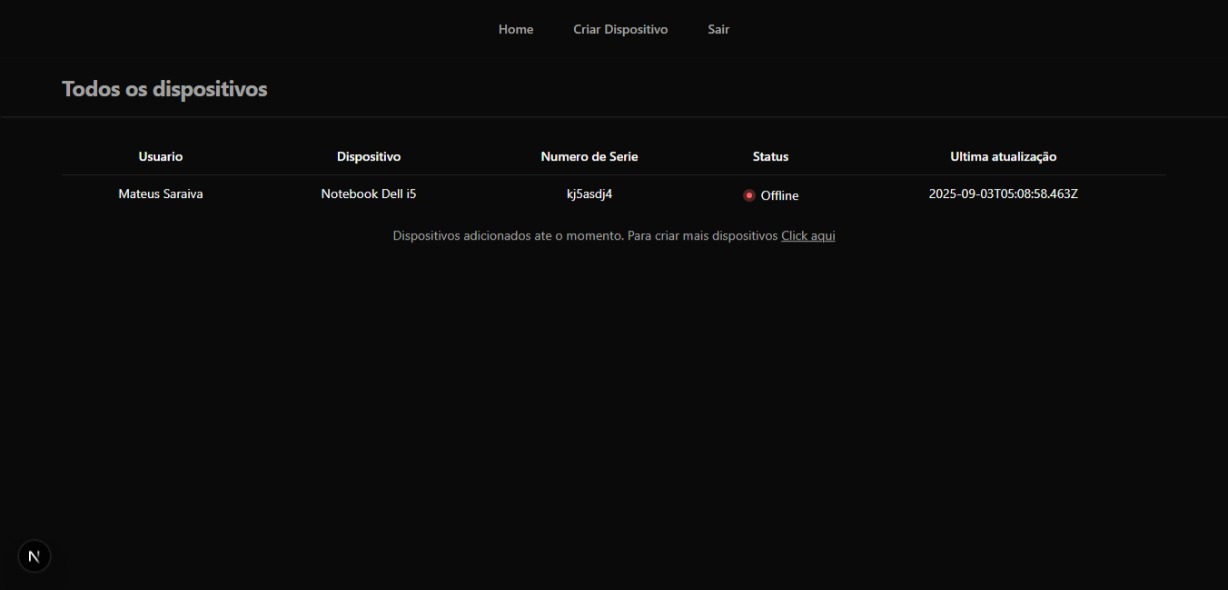 Home Criar Dispositivo Sair
Todos os dispositivos
Usuario Dispositivo Numero de Serie Status Ultima atualização
Mateus Saraiva Notebook Dell i5 kj5asdj4 Offline 2025-09-03T05:08:58.463Z
Dispositivos adicionados ate o momento. Para criar mais dispositivos Click aqui
N